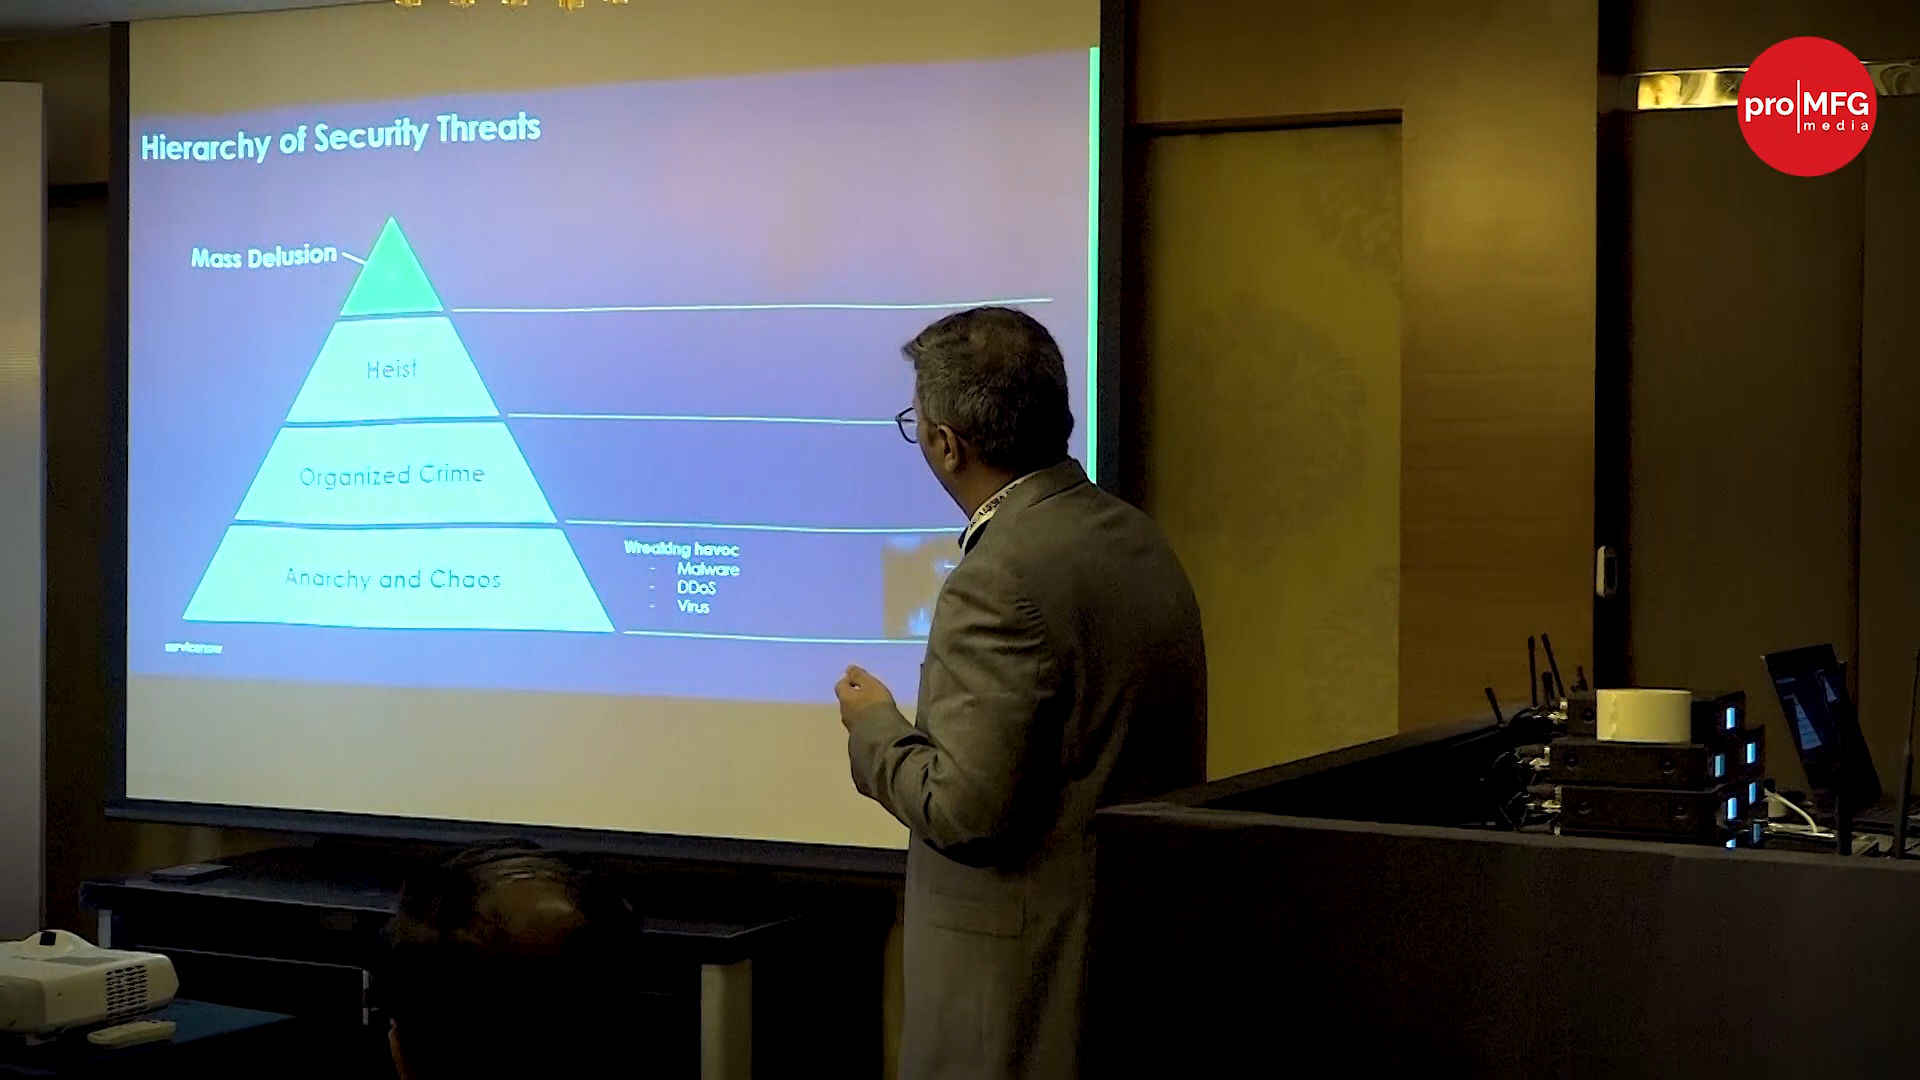 Hierarchy of Security Threats
Mass Delusion
Heist
Organized Crime
Anarchy and Chaos
Wreaking havoc
- Malware
- DDoS
- Virus
servicenow
pro|MFG
media